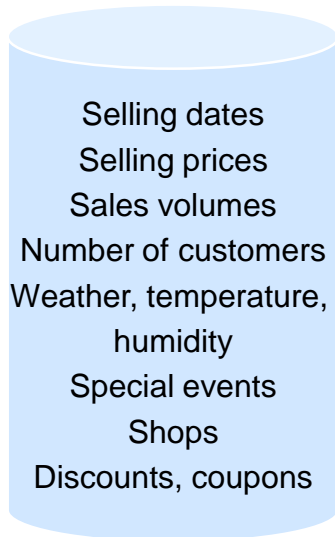 Selling dates
Selling prices
Sales volumes
Number of customers
Weather, temperature,
humidity
Special events
Shops
Discounts, coupons